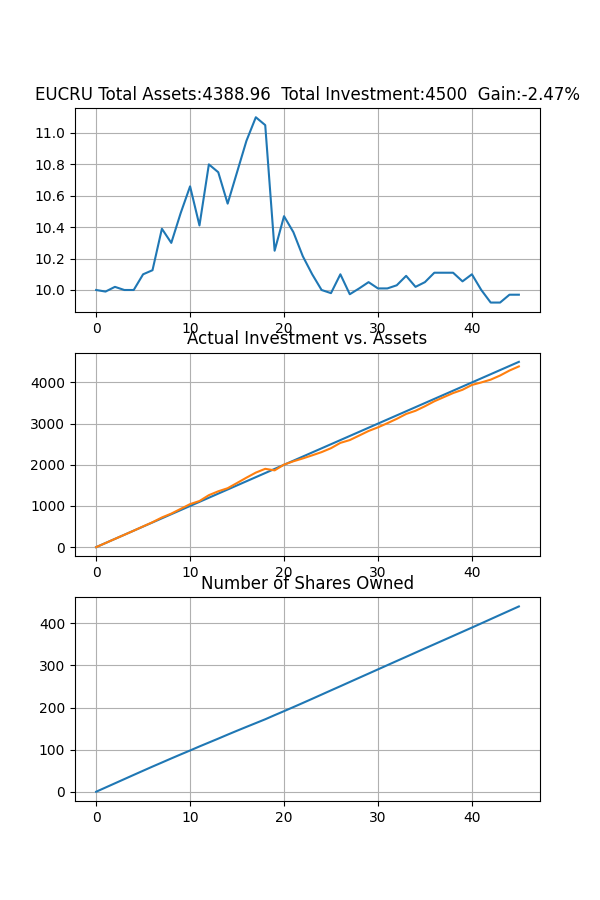 EUCRU Total Assets:4388.96  Total Investment:4500  Gain:-2.47%
11.0
10.8
10.6
10.4
10.2
10.0
0 10 20 30 40
Actual Investment vs. Assets
4000
3000
2000
1000
0
0 10 20 30 40
Number of Shares Owned
400
300
200
100
0
0 10 20 30 40